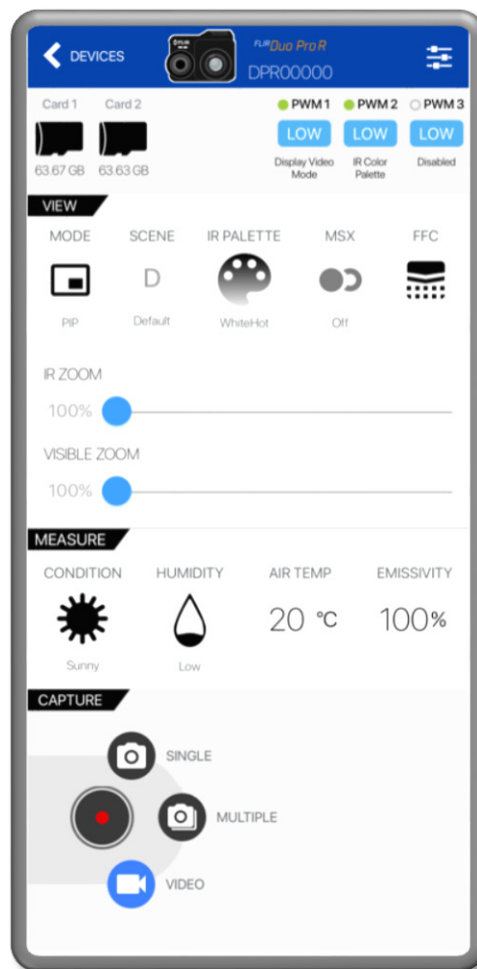 DEVICES
FLIR Duo Pro R
DPR00000
Card 1 Card 2 PWM 1 PWM 2 PWM 3
LOW LOW LOW
63.67 GB 63.63 GB
Display Video Mode
IR Color Palette
Disabled
VIEW
MODE SCENE IR PALETTE MSX FFC
D
PIP Default WhiteHot Off
IR ZOOM
100%
VISIBLE ZOOM
100%
MEASURE
CONDITION HUMIDITY AIR TEMP EMISSIVITY
20 °C 100%
Sunny Low
CAPTURE
SINGLE
MULTIPLE
VIDEO